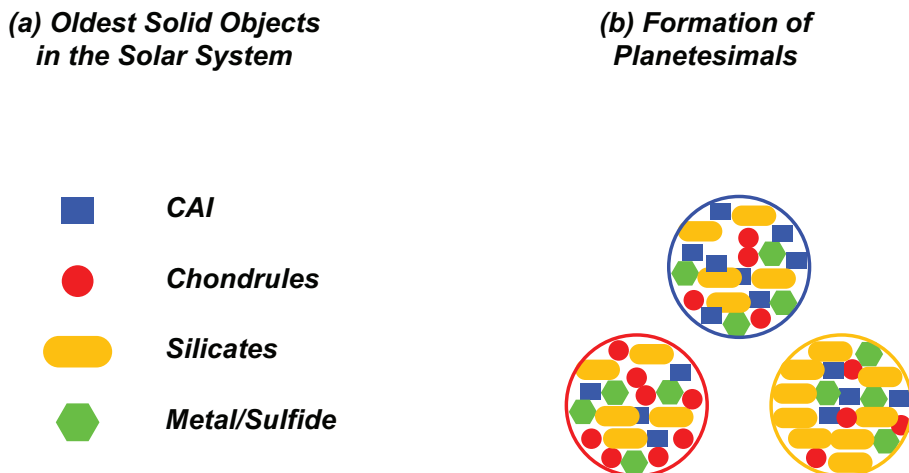 (a) Oldest Solid Objects
in the Solar System
(b) Formation of
Planetesimals
CAI
Chondrules
Silicates
Metal/Sulfide